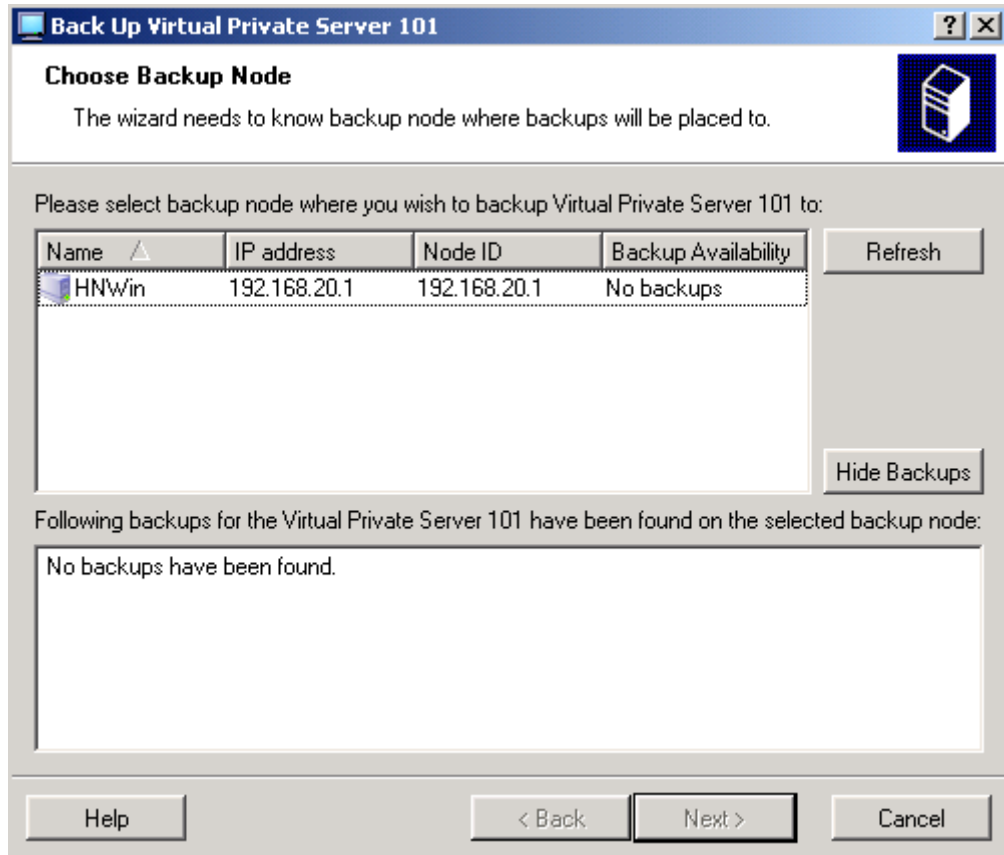 Back Up Virtual Private Server 101
Choose Backup Node
The wizard needs to know backup node where backups will be placed to.
Please select backup node where you wish to backup Virtual Private Server 101 to:
Name IP address Node ID Backup Availability Refresh
HNWin 192.168.20.1 192.168.20.1 No backups
Hide Backups
Following backups for the Virtual Private Server 101 have been found on the selected backup node:
No backups have been found.
Help < Back Next > Cancel